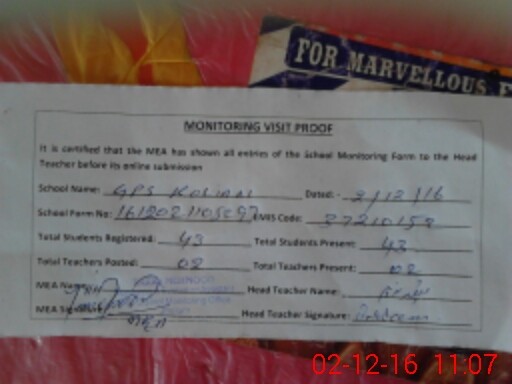 FOR MARVELLOUS
MONITORING VISIT PROOF
It is certified that the MEA has shown all entries of the School Monitoring Form to the Head
Teacher before its online submission
School Name: GPS Dated: - 2/12/16
School Form No: EMIS Code: 37210158
Total Students Registered: 43 Total Students Present: 43
Total Teachers Posted: 02 Total Teachers Present: 02
MEA Name: Head Teacher Name:
Monitoring Office
MEA Signature: Head Teacher Signature:
02-12-16 11:07